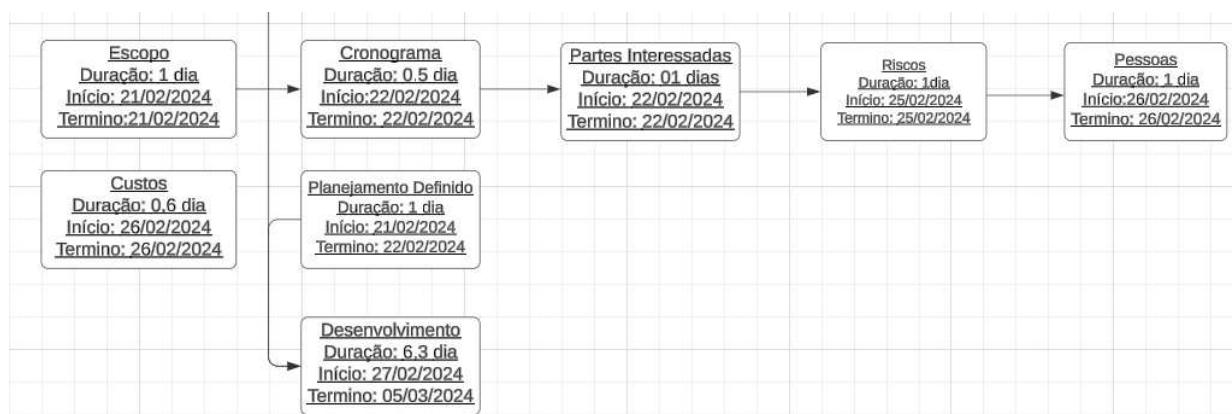 Escopo
Duração: 1 dia
Início: 21/02/2024
Termino:21/02/2024
Cronograma
Duração: 0.5 dia
Início:22/02/2024
Termino: 22/02/2024
Partes Interessadas
Duração: 01 dias
Início: 22/02/2024
Termino: 22/02/2024
Riscos
Duração: 1dia
Início: 25/02/2024
Termino: 25/02/2024
Pessoas
Duração: 1 dia
Início:26/02/2024
Termino: 26/02/2024
Custos
Duração: 0,6 dia
Início: 26/02/2024
Termino: 26/02/2024
Planejamento Definido
Duração: 1 dia
Início: 21/02/2024
Termino: 22/02/2024
Desenvolvimento
Duração: 6,3 dia
Início: 27/02/2024
Termino: 05/03/2024